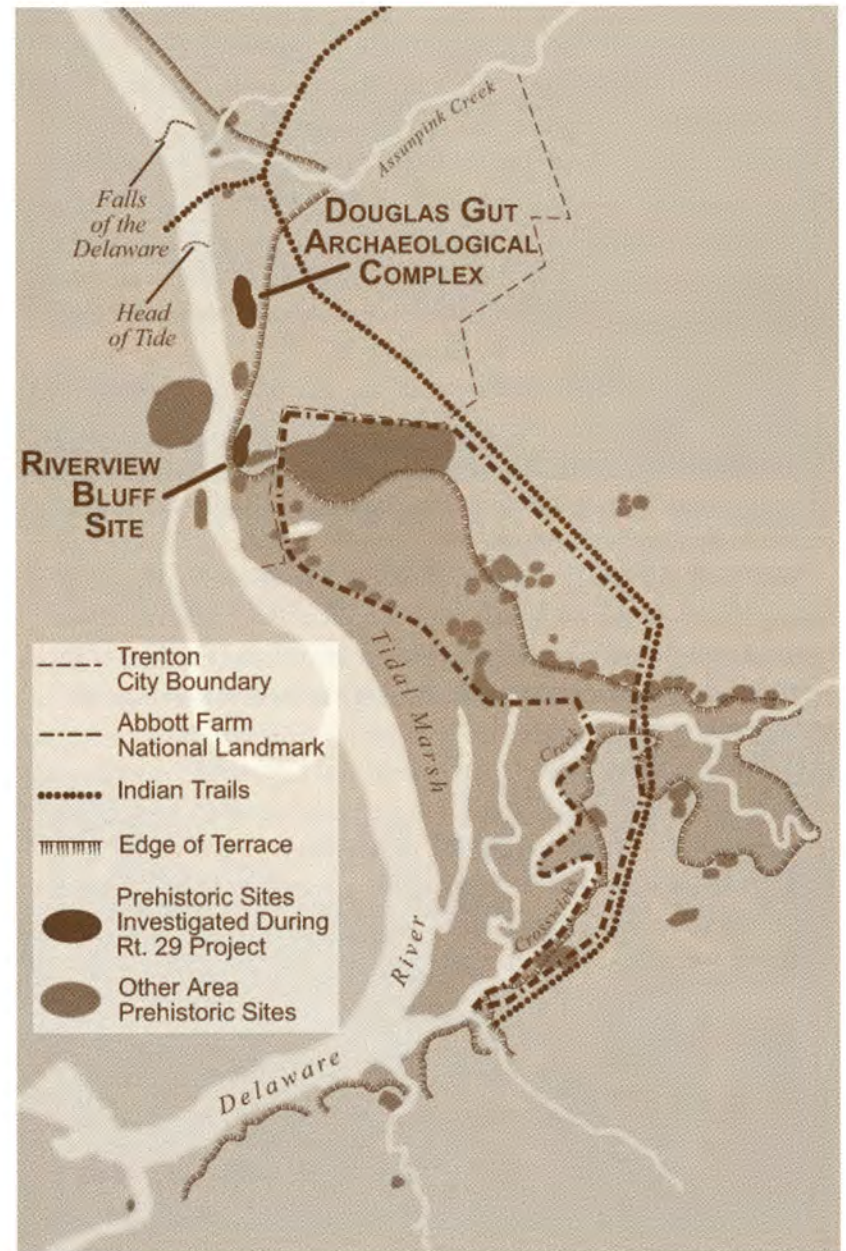 Assunpink Creek
Falls
of the
Delaware
DOUGLAS GUT
ARCHAEOLOGICAL
COMPLEX
Head
of Tide
RIVERVIEW
BLUFF
SITE
Tidal Marsh
Creek
Crosswicks
River
Delaware
Trenton
City Boundary
Abbott Farm
National Landmark
Indian Trails
Edge of Terrace
Prehistoric Sites
Investigated During
Rt. 29 Project
Other Area
Prehistoric Sites